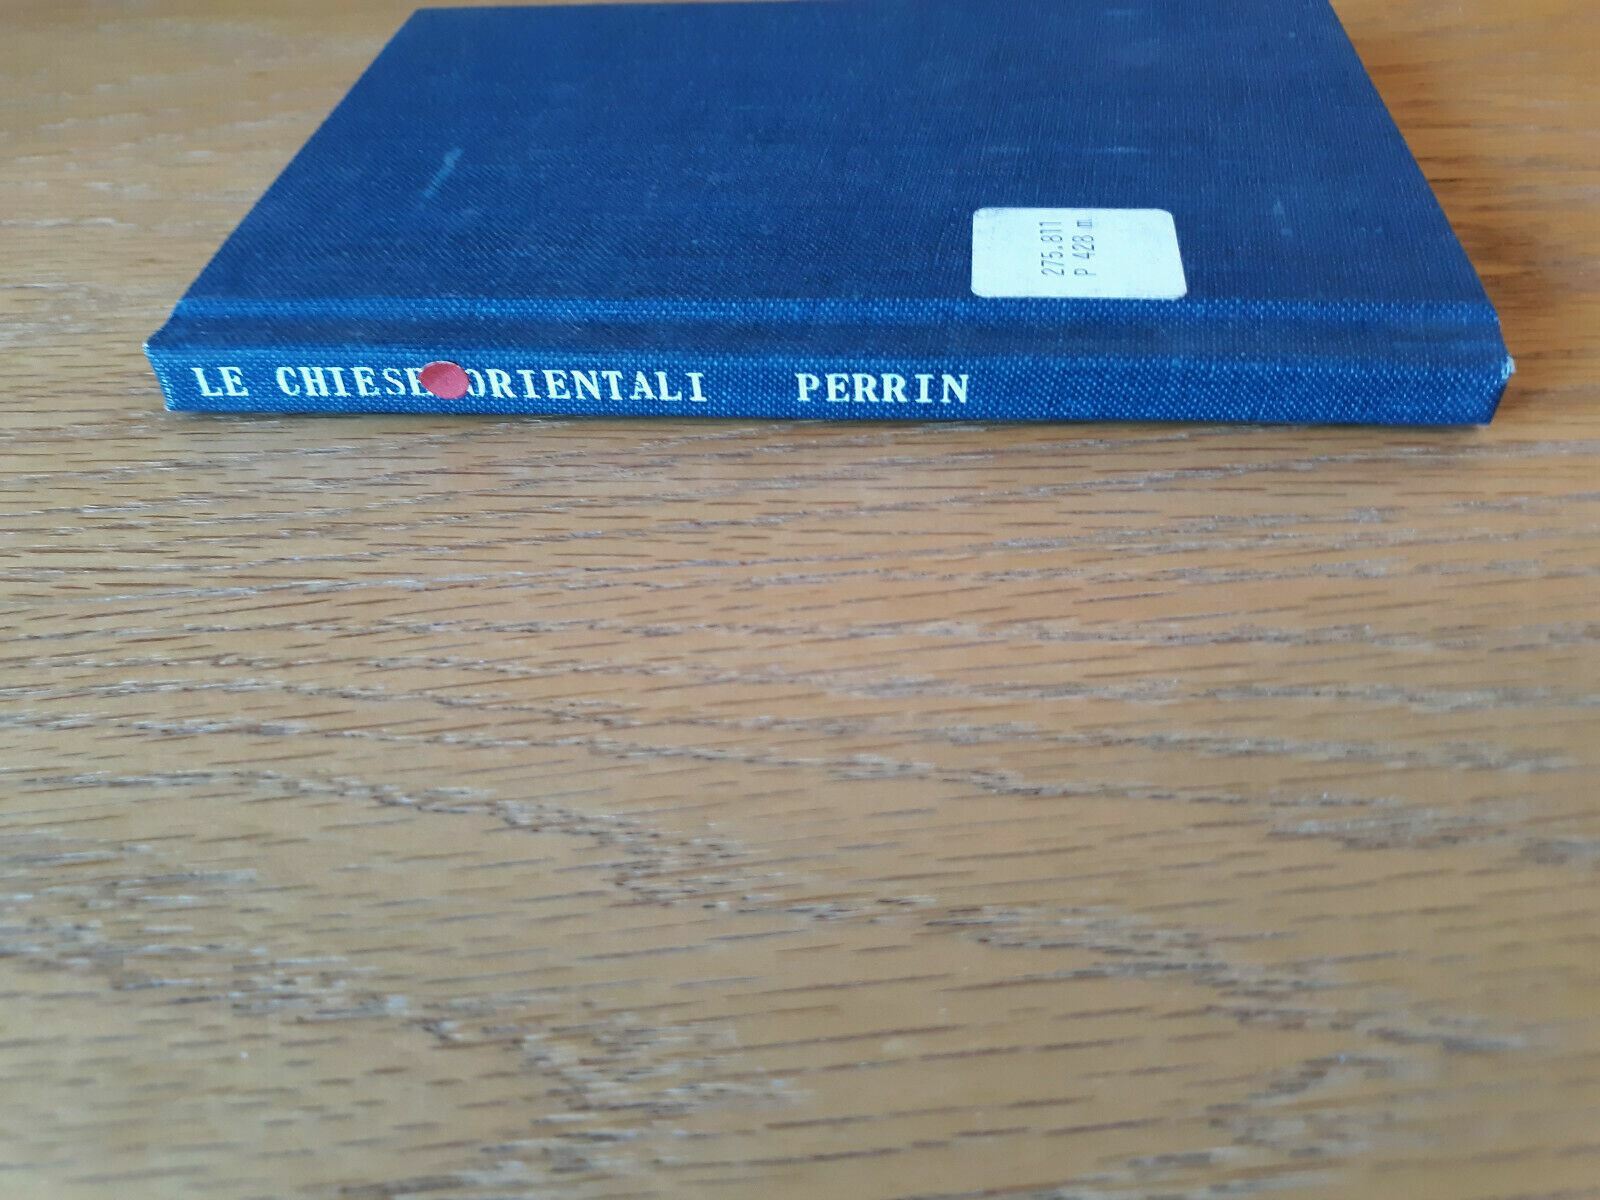 275.811
P 428 m
LE CHIESE ORIENTALI PERRIN